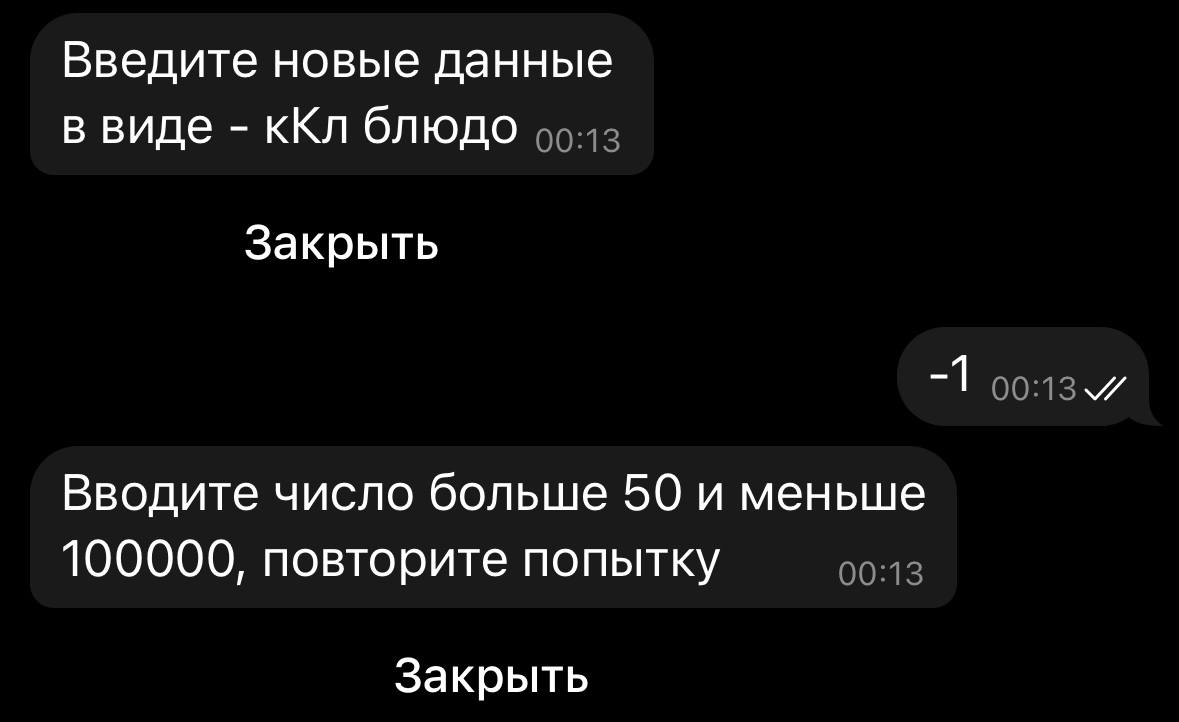 Введите новые данные
в виде - кКл блюдо 00:13
Закрыть
-1 00:13
Вводите число больше 50 и меньше
100000, повторите попытку 00:13
Закрыть